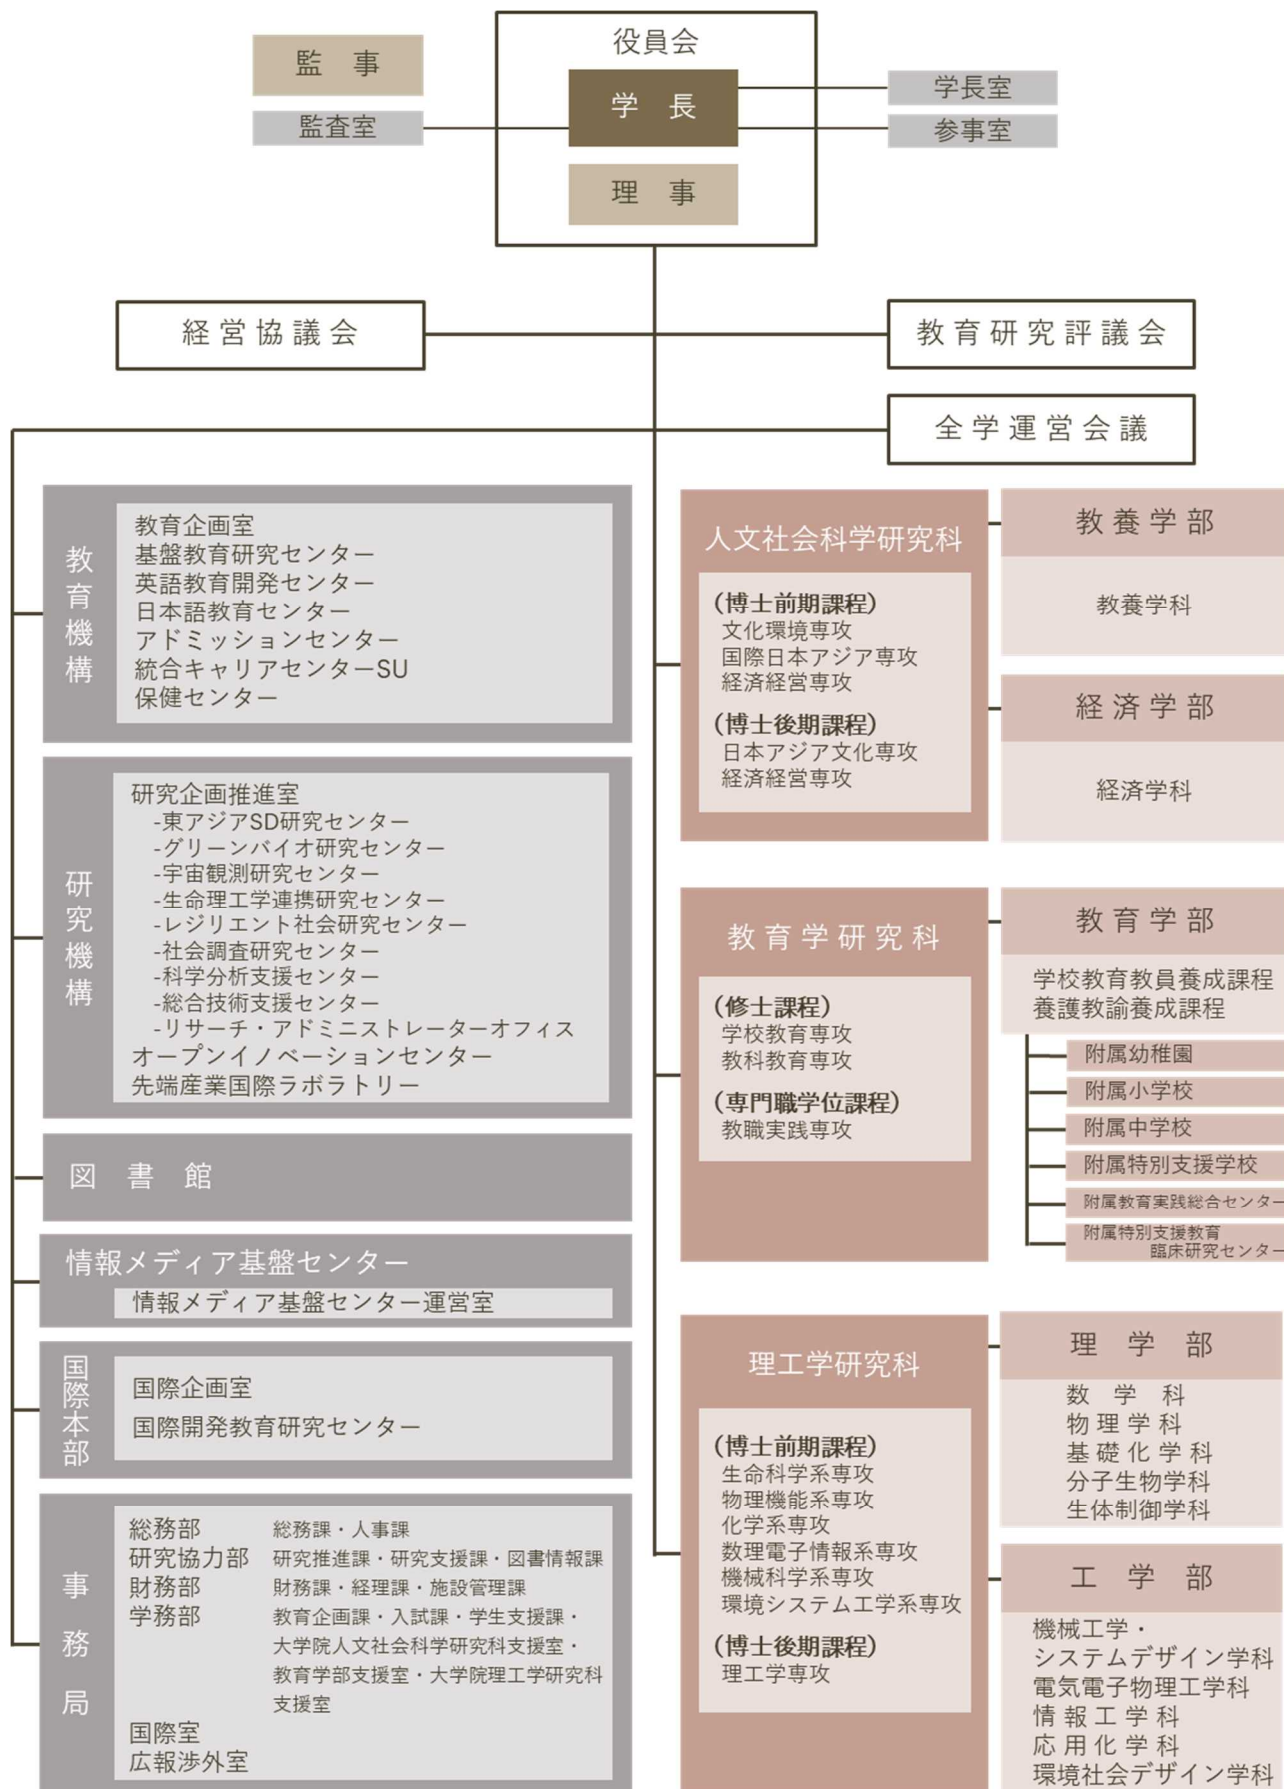 役員会
監 事
学 長
学長室
監査室
参事室
理 事
経営協議会
教育研究評議会
全学運営会議
教育機構
教育企画室
基盤教育研究センター
英語教育開発センター
日本語教育センター
アドミッションセンター
統合キャリアセンターSU
保健センター
研究機構
研究企画推進室
-東アジアSD研究センター
-グリーンバイオ研究センター
-宇宙観測研究センター
-生命理工学連携研究センター
-レジリエント社会研究センター
-社会調査研究センター
-科学分析支援センター
-総合技術支援センター
-リサーチ・アドミニストレーターオフィス
オープンイノベーションセンター
先端産業国際ラボラトリー
図 書 館
情報メディア基盤センター
情報メディア基盤センター運営室
国際本部
国際企画室
国際開発教育研究センター
事務局
総務部 総務課・人事課
研究協力部 研究推進課・研究支援課・図書情報課
財務部 財務課・経理課・施設管理課
学務部 教育企画課・入試課・学生支援課・
大学院人文社会科学研究科支援室・
教育学部支援室・大学院理工学研究科
支援室
国際室
広報渉外室
人文社会科学研究科
(博士前期課程)
文化環境専攻
国際日本アジア専攻
経済経営専攻
(博士後期課程)
日本アジア文化専攻
経済経営専攻
教養学部
教養学科
経済学部
経済学科
教育学研究科
(修士課程)
学校教育専攻
教科教育専攻
(専門職学位課程)
教職実践専攻
教育学部
学校教育教員養成課程
養護教諭養成課程
附属幼稚園
附属小学校
附属中学校
附属特別支援学校
附属教育実践総合センター
附属特別支援教育
臨床研究センター
理工学研究科
(博士前期課程)
生命科学系専攻
物理機能系専攻
化学系専攻
数理電子情報系専攻
機械科学系専攻
環境システム工学系専攻
(博士後期課程)
理工学専攻
理 学 部
数 学 科
物理学科
基礎化学科
分子生物学科
生体制御学科
工 学 部
機械工学・
システムデザイン学科
電気電子物理工学科
情報工学科
応用化学科
環境社会デザイン学科